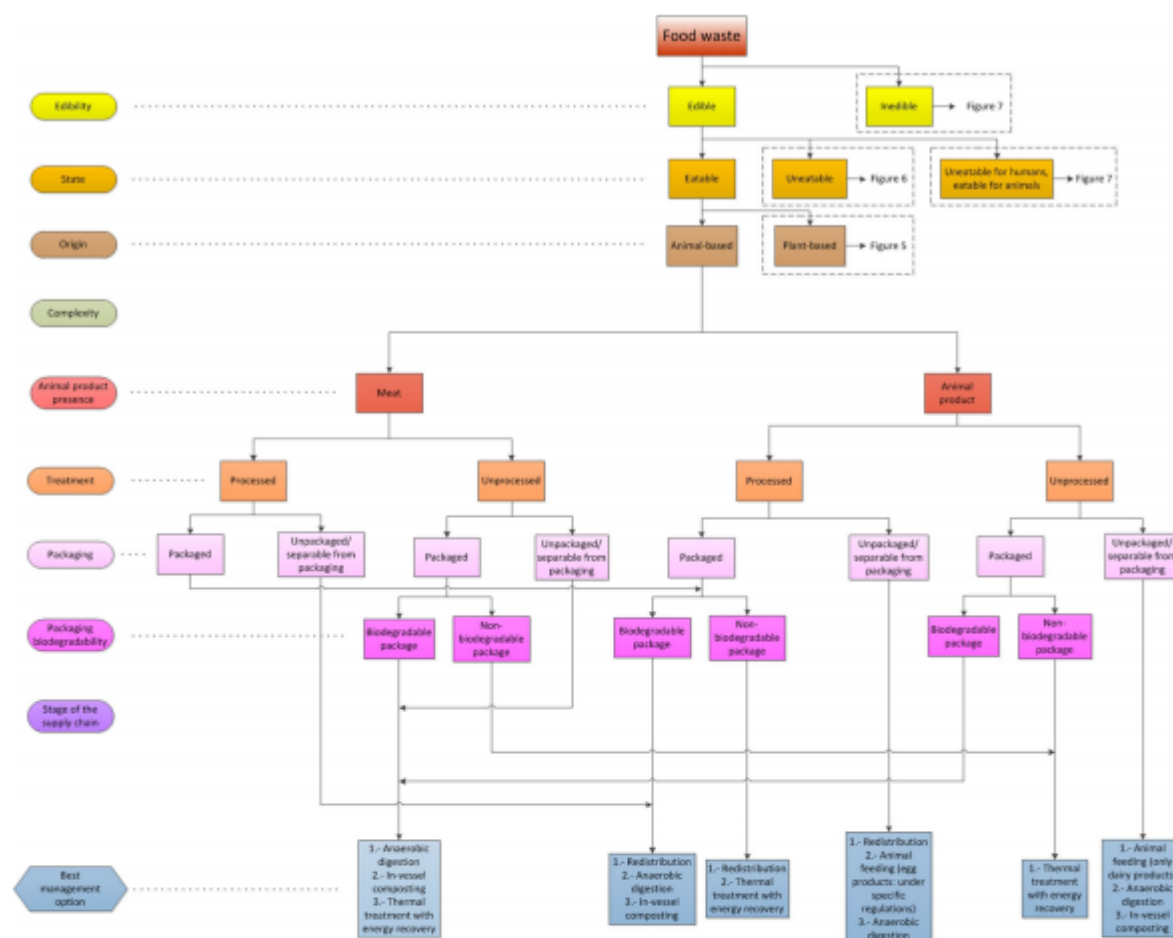 Food waste
Edibility
Edible
Inedible
Figure 7
State
Eatable
Uneatable
Figure 6
Uneatable for humans,
eatable for animals
Figure 7
Origin
Animal-based
Plant-based
Figure 5
Complexity
Animal product
presence
Meat
Animal
product
Treatment
Processed
Unprocessed
Processed
Unprocessed
Packaging
Packaged
Unpackaged/
separable from
packaging
Packaged
Unpackaged/
separable from
packaging
Packaged
Unpackaged/
separable from
packaging
Packaged
Unpackaged/
separable from
packaging
Packaging
biodegradability
Biodegradable
package
Non-
biodegradable
package
Biodegradable
package
Non-
biodegradable
package
Biodegradable
package
Non-
biodegradable
package
Stage of the
supply chain
Best
management
option
1.- Anaerobic
digestion
2.- In-vessel
composting
3.- Thermal
treatment with
energy recovery
1.- Redistribution
2.- Anaerobic
digestion
3.- In-vessel
composting
1.- Redistribution
2.- Thermal
treatment with
energy recovery
1.- Redistribution
2.- Animal
feeding (egg
products: under
specific
regulations)
3.- Anaerobic
digestion
1.- Thermal
treatment with
energy recovery
1.- Animal
feeding (only
dairy products)
2.- Anaerobic
digestion
3.- In-vessel
composting